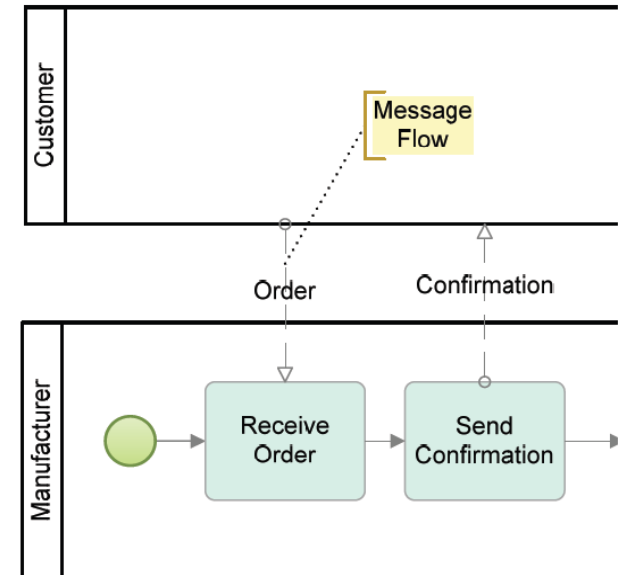 Customer
Message
Flow
Order
Confirmation
Manufacturer
Receive
Order
Send
Confirmation